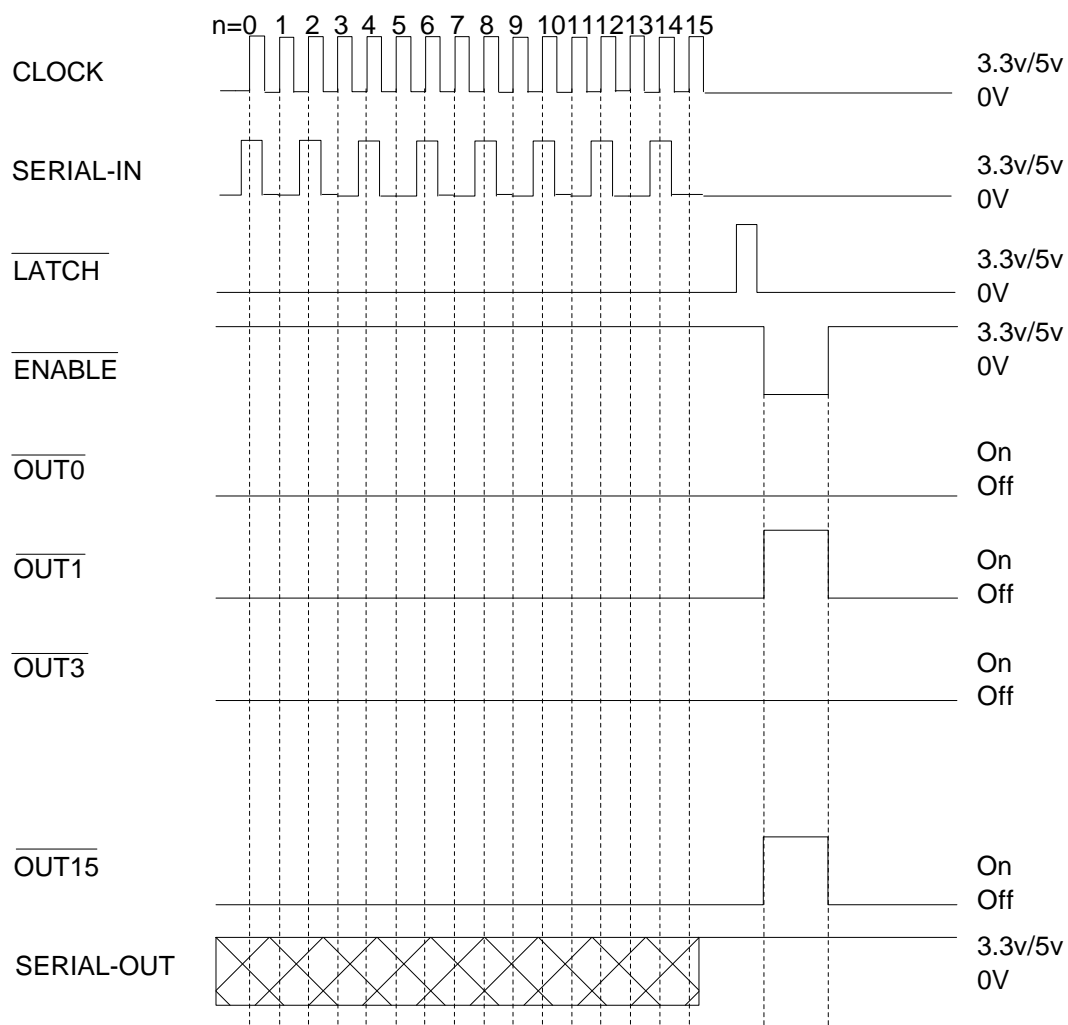 n=0 1 2 3 4 5 6 7 8 9 10 11 12 13 14 15
CLOCK
3.3v/5v
0V
SERIAL-IN
3.3v/5v
0V
LATCH
3.3v/5v
0V
ENABLE
3.3v/5v
0V
OUT0
On
Off
OUT1
On
Off
OUT3
On
Off
OUT15
On
Off
SERIAL-OUT
3.3v/5v
0V